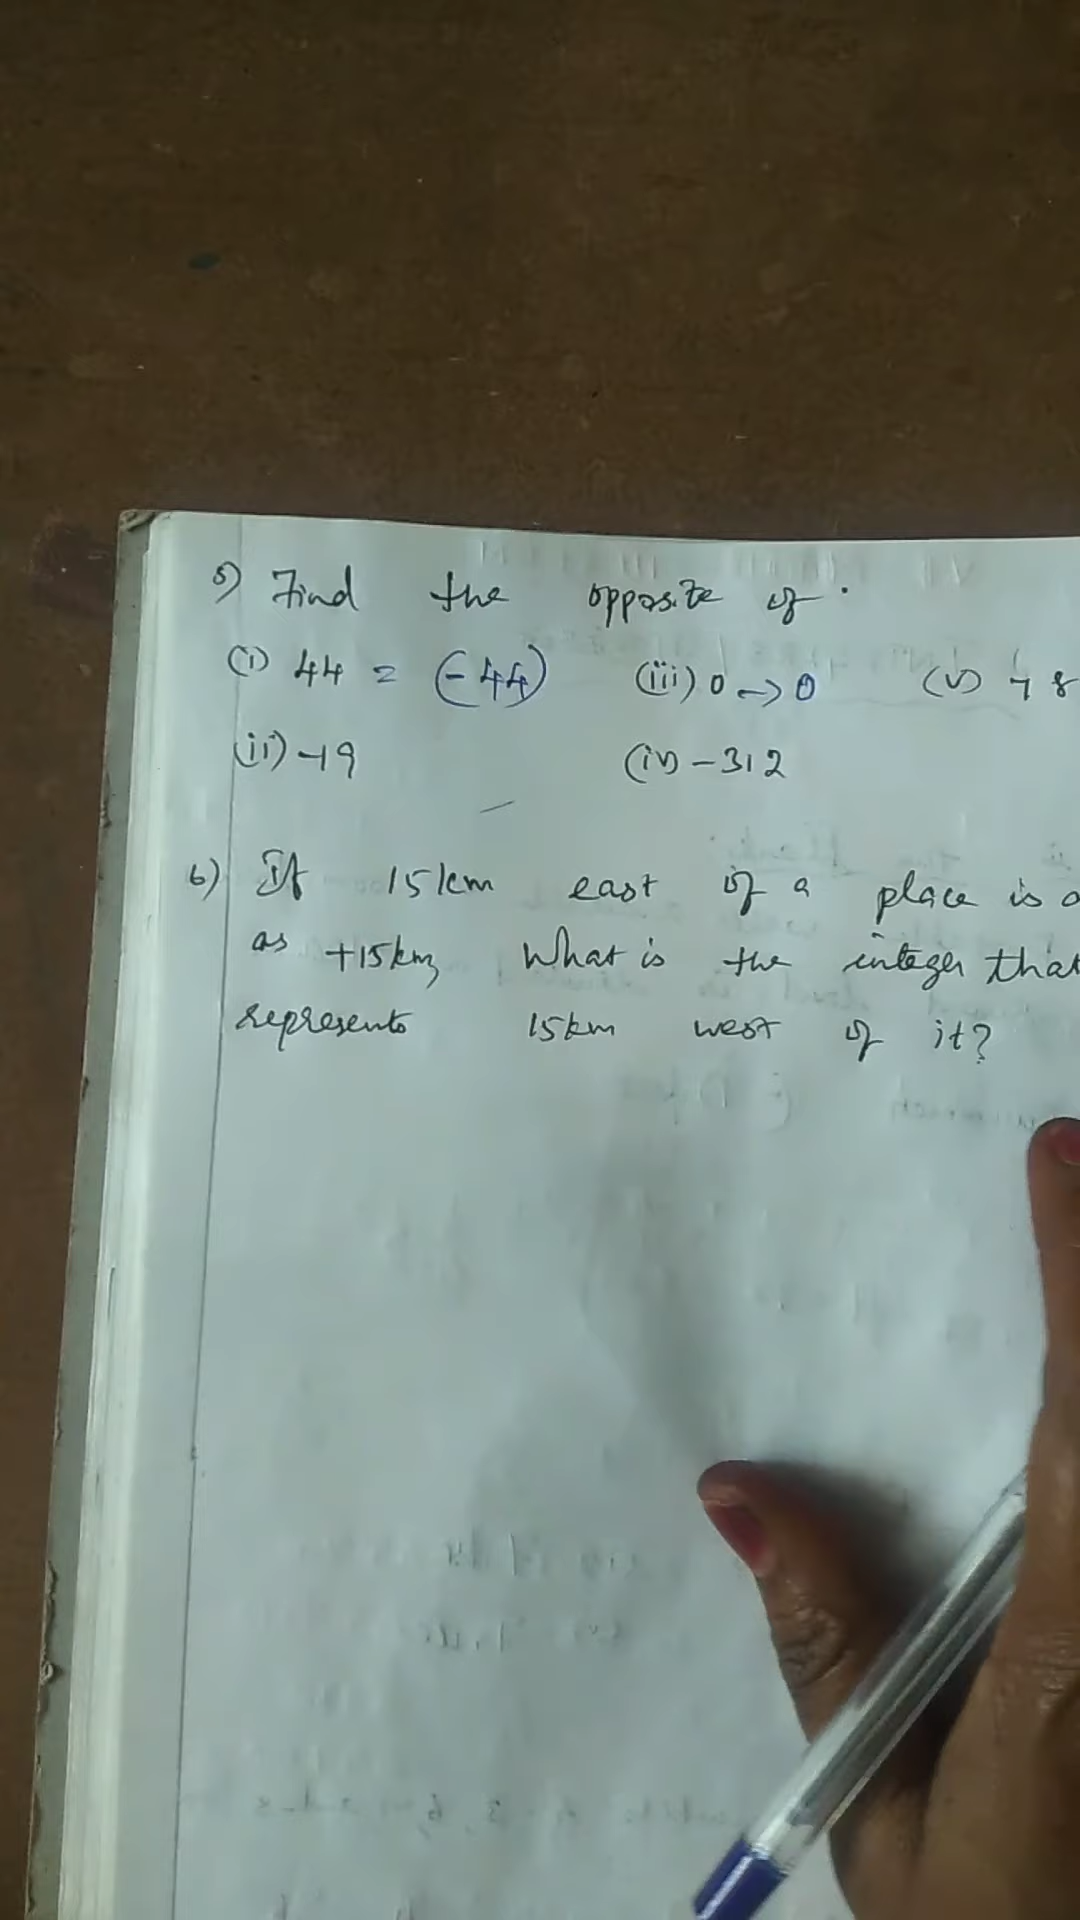 5) Find the opposite of.
(i) 44 = (-44) (iii) 0 → 0 (v) 78
(ii) -19 (iv) -312
6) If 15km east of a place is
as +15km, What is the integer that
represents 15km west of it?